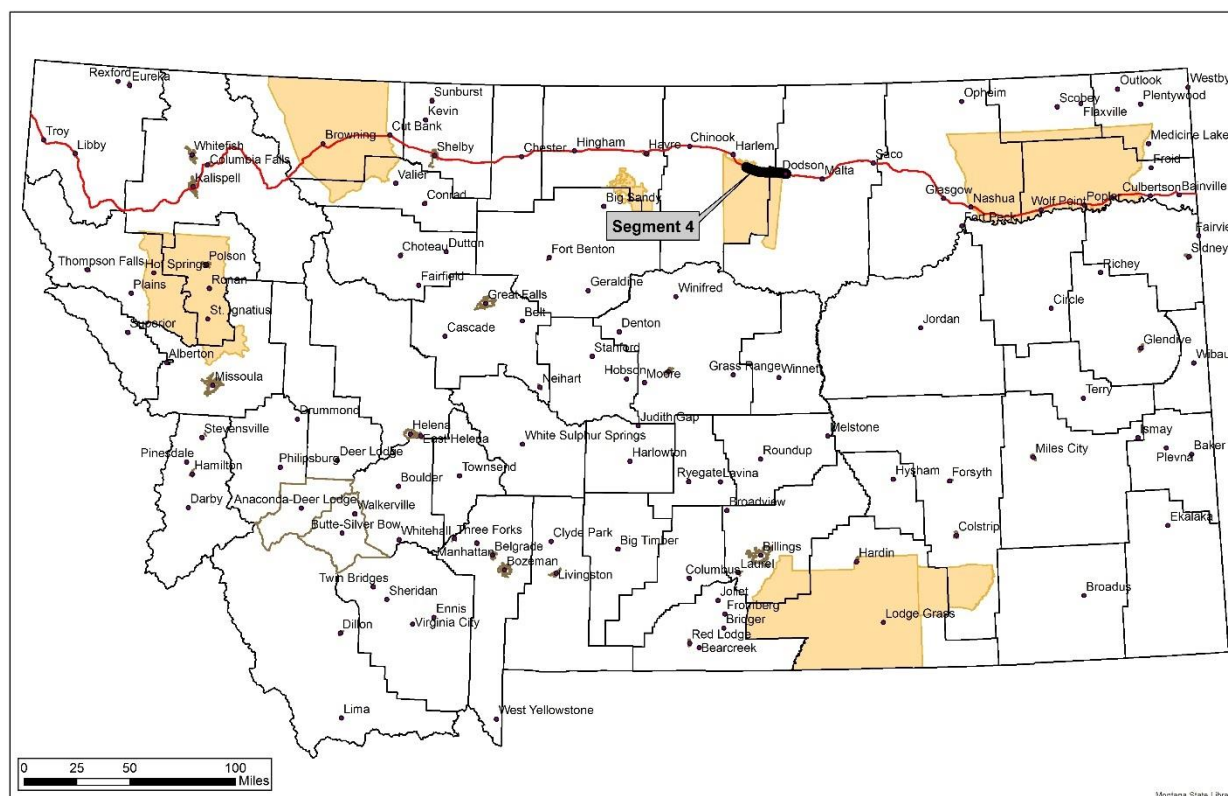 Rexford
Eureka
Sunburst
Kevin
Opheim
Outlook
Westby
Scobey
Plentywood
Flaxville
Troy
Libby
Whitefish
Columbia Falls
Kalispell
Browning
Cut Bank
Shelby
Chester
Hingham
Havre
Chinook
Harlem
Dodson
Malta
Saco
Medicine Lake
Froid
Valier
Conrad
Big Sandy
Segment 4
Glasgow
Nashua
Wolf Point
Poplar
Culbertson
Bainville
Fort Peck
Fairview
Sidney
Thompson Falls
Hot Springs
Polson
Plains
Ronan
St. Ignatius
Choteau
Dutton
Fairfield
Fort Benton
Geraldine
Winifred
Richey
Circle
Superior
Alberton
Missoula
Great Falls
Belt
Cascade
Denton
Stanford
Jordan
Glendive
Wibau
Neihart
Hobson
Moore
Grass Range
Winnet
Terry
Drummond
Stevensville
Helena
East Helena
Judith Gap
White Sulphur Springs
Melstone
Ismay
Baker
Plevna
Pinesdale
Hamilton
Philipsburg
Deer Lodge
Boulder
Townsend
Harlowton
Ryegate
Lavina
Roundup
Hysham
Forsyth
Miles City
Darby
Anaconda-Deer Lodge
Walkerville
Butte-Silver Bow
Whitehall
Three Forks
Manhattan
Belgrade
Bozeman
Clyde Park
Livingston
Big Timber
Broadview
Billings
Laurel
Columbus
Hardin
Colstrip
Ekalaka
Twin Bridges
Sheridan
Ennis
Virginia City
Dillon
Joliet
Fromberg
Bridger
Red Lodge
Bearcreek
Lodge Grass
Broadus
Lima
West Yellowstone
0 25 50 100
Miles
Montana State Libra